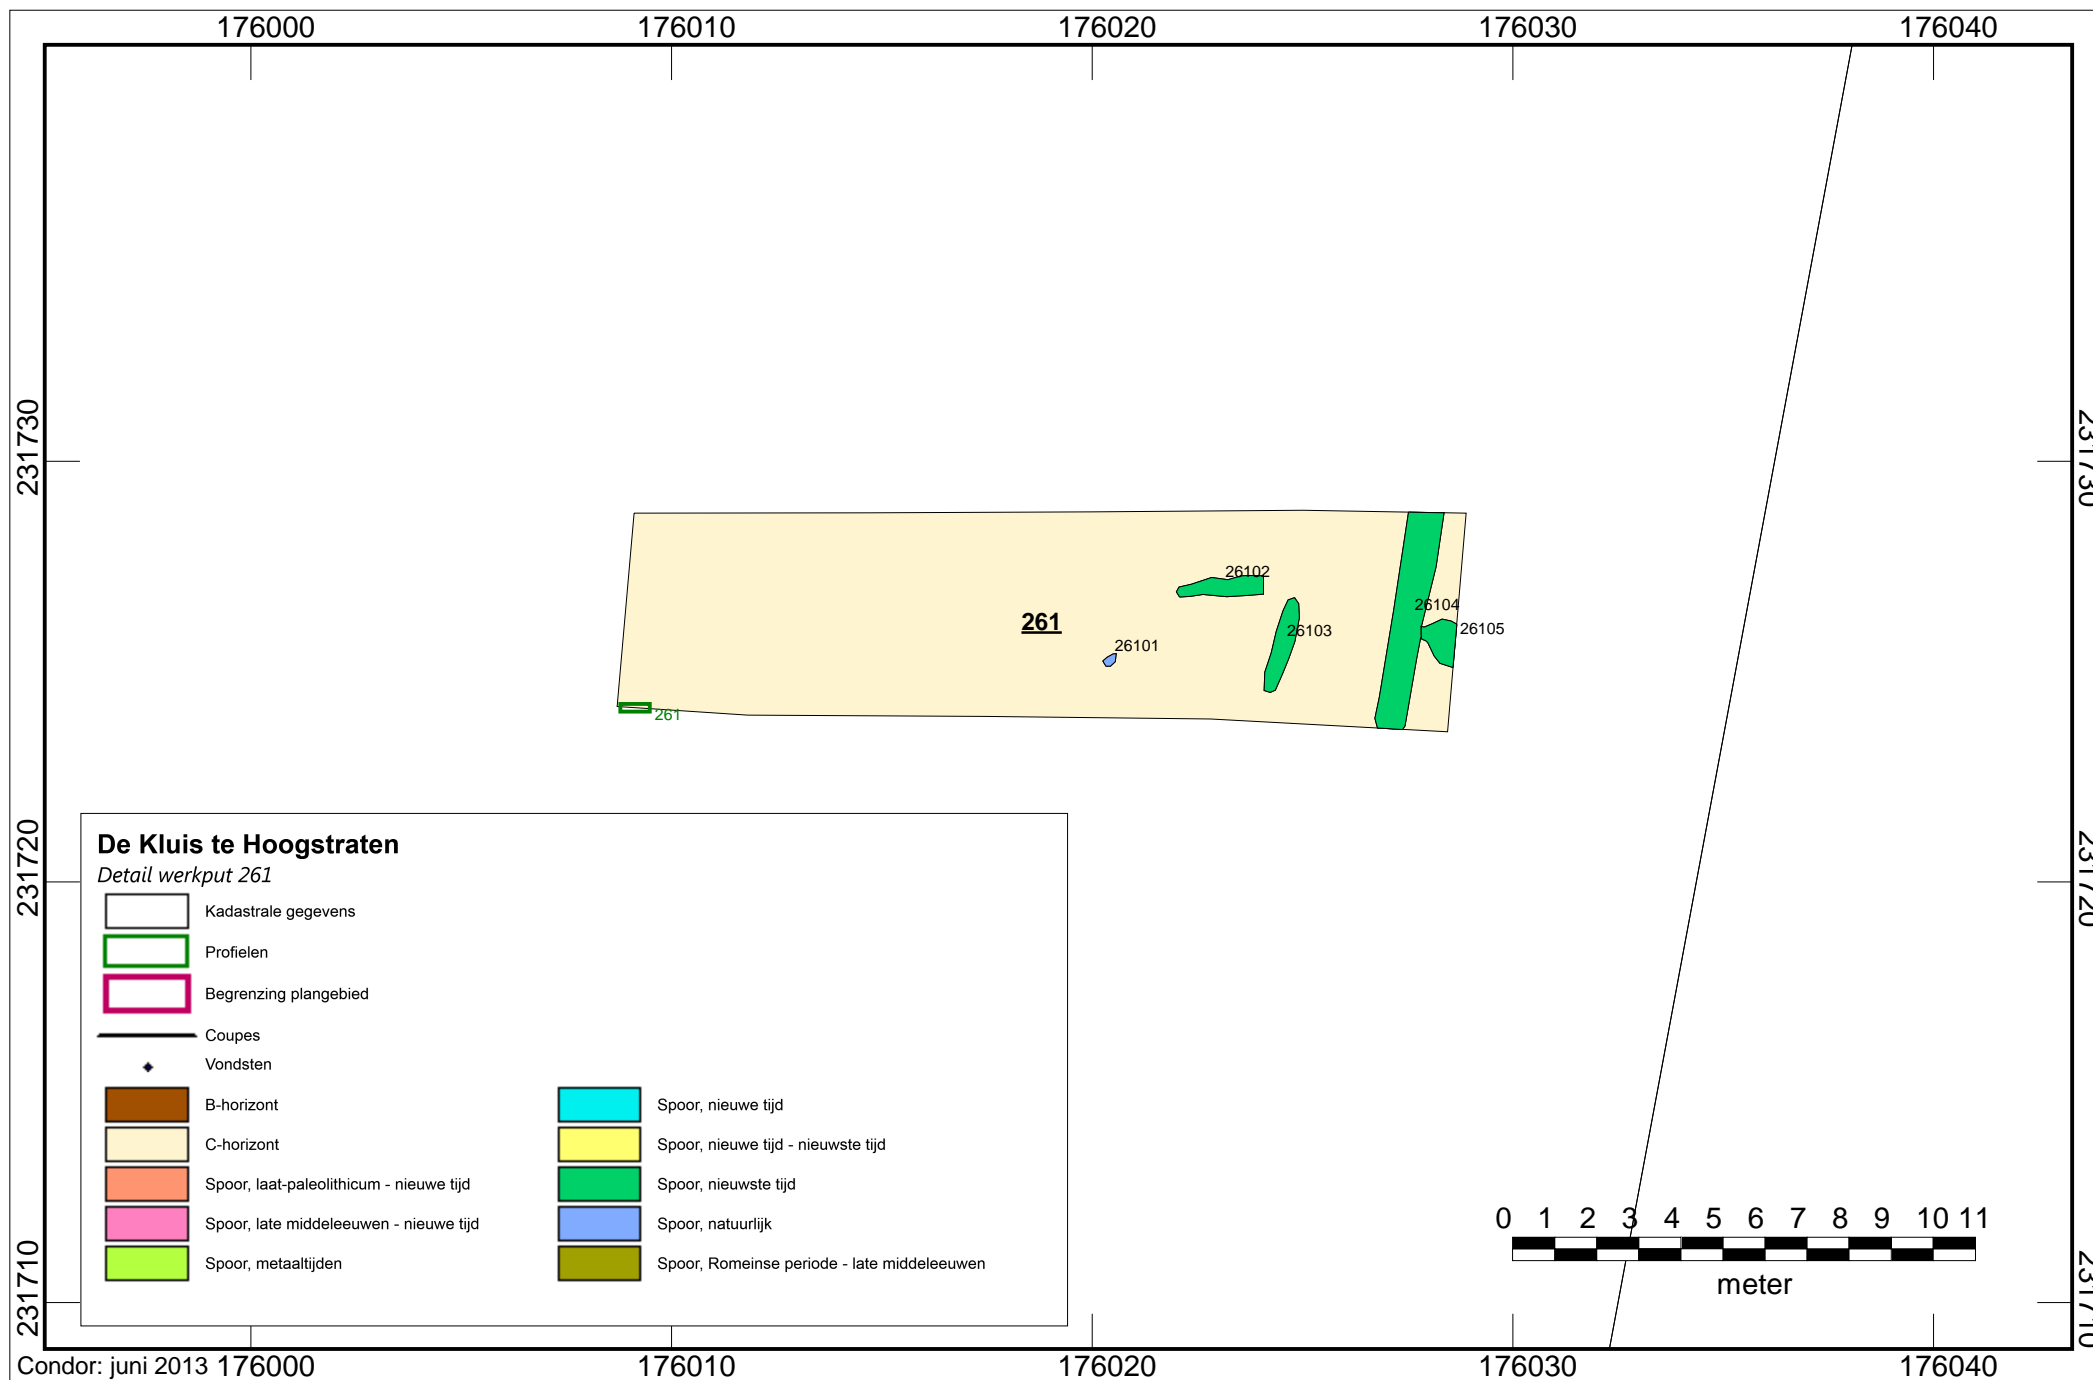 176000 176010 176020 176030 176040
231730
231730
26102
26104
261
26103
26105
26101
261
231720
231720
De Kluis te Hoogstraten
Detail werkput 261
Kadastrale gegevens
Profielen
Begrenzing plangebied
Coupes
Vondsten
B-horizont
C-horizont
Spoor, laat-paleolithicum - nieuwe tijd
Spoor, late middeleeuwen - nieuwe tijd
Spoor, metaaltijden
Spoor, nieuwe tijd
Spoor, nieuwe tijd - nieuwste tijd
Spoor, nieuwste tijd
Spoor, natuurlijk
Spoor, Romeinse periode - late middeleeuwen
0 1 2 3 4 5 6 7 8 9 10 11
meter
231710
231710
Condor: juni 2013
176000 176010 176020 176030 176040